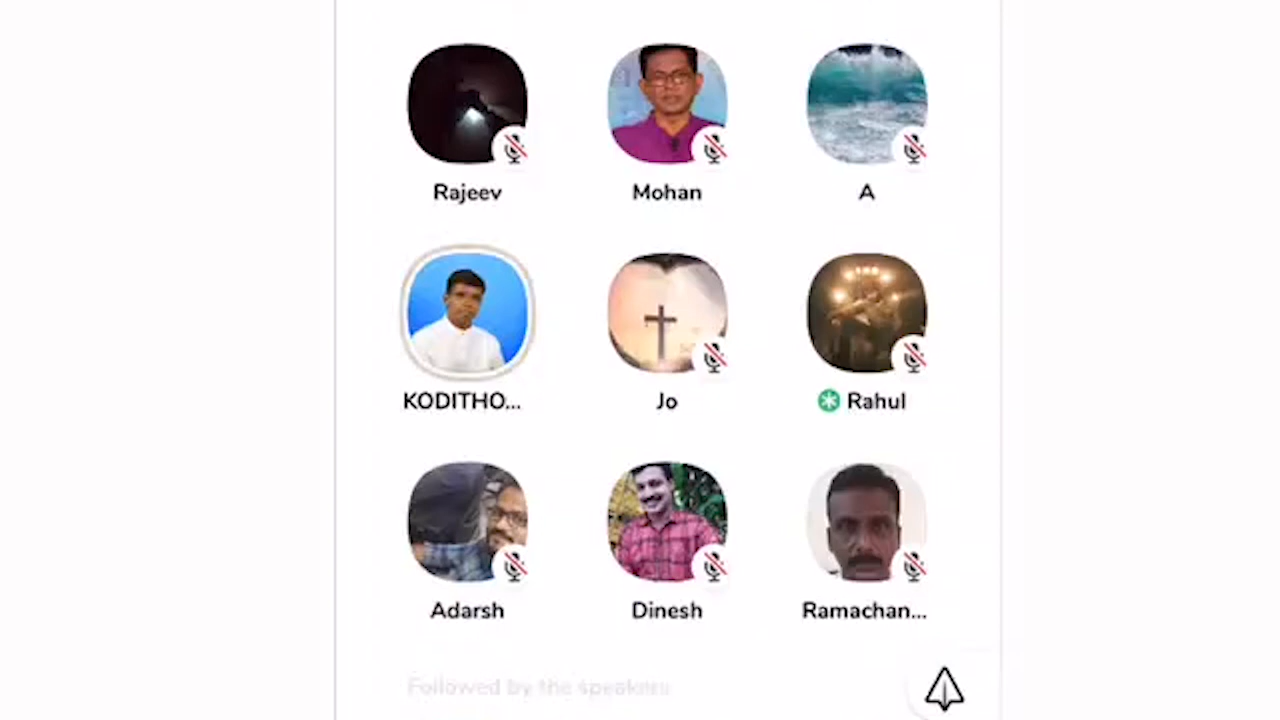 Rajeev
Mohan
A
KODITHO...
Jo
Rahul
Adarsh
Dinesh
Ramachan...
Followed by the speakers